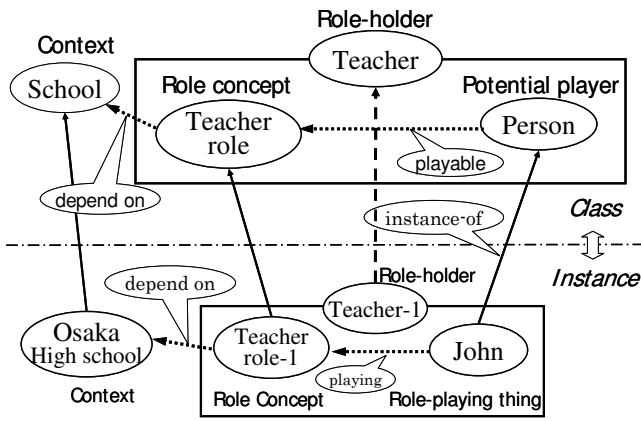 Role-holder
Context
Teacher
School
Role concept
Potential player
Teacher
role
Person
playable
depend on
instance-of
Class
Instance
depend on
Role-holder
Teacher-1
Osaka
High school
Teacher
role-1
John
playing
Context
Role Concept
Role-playing thing